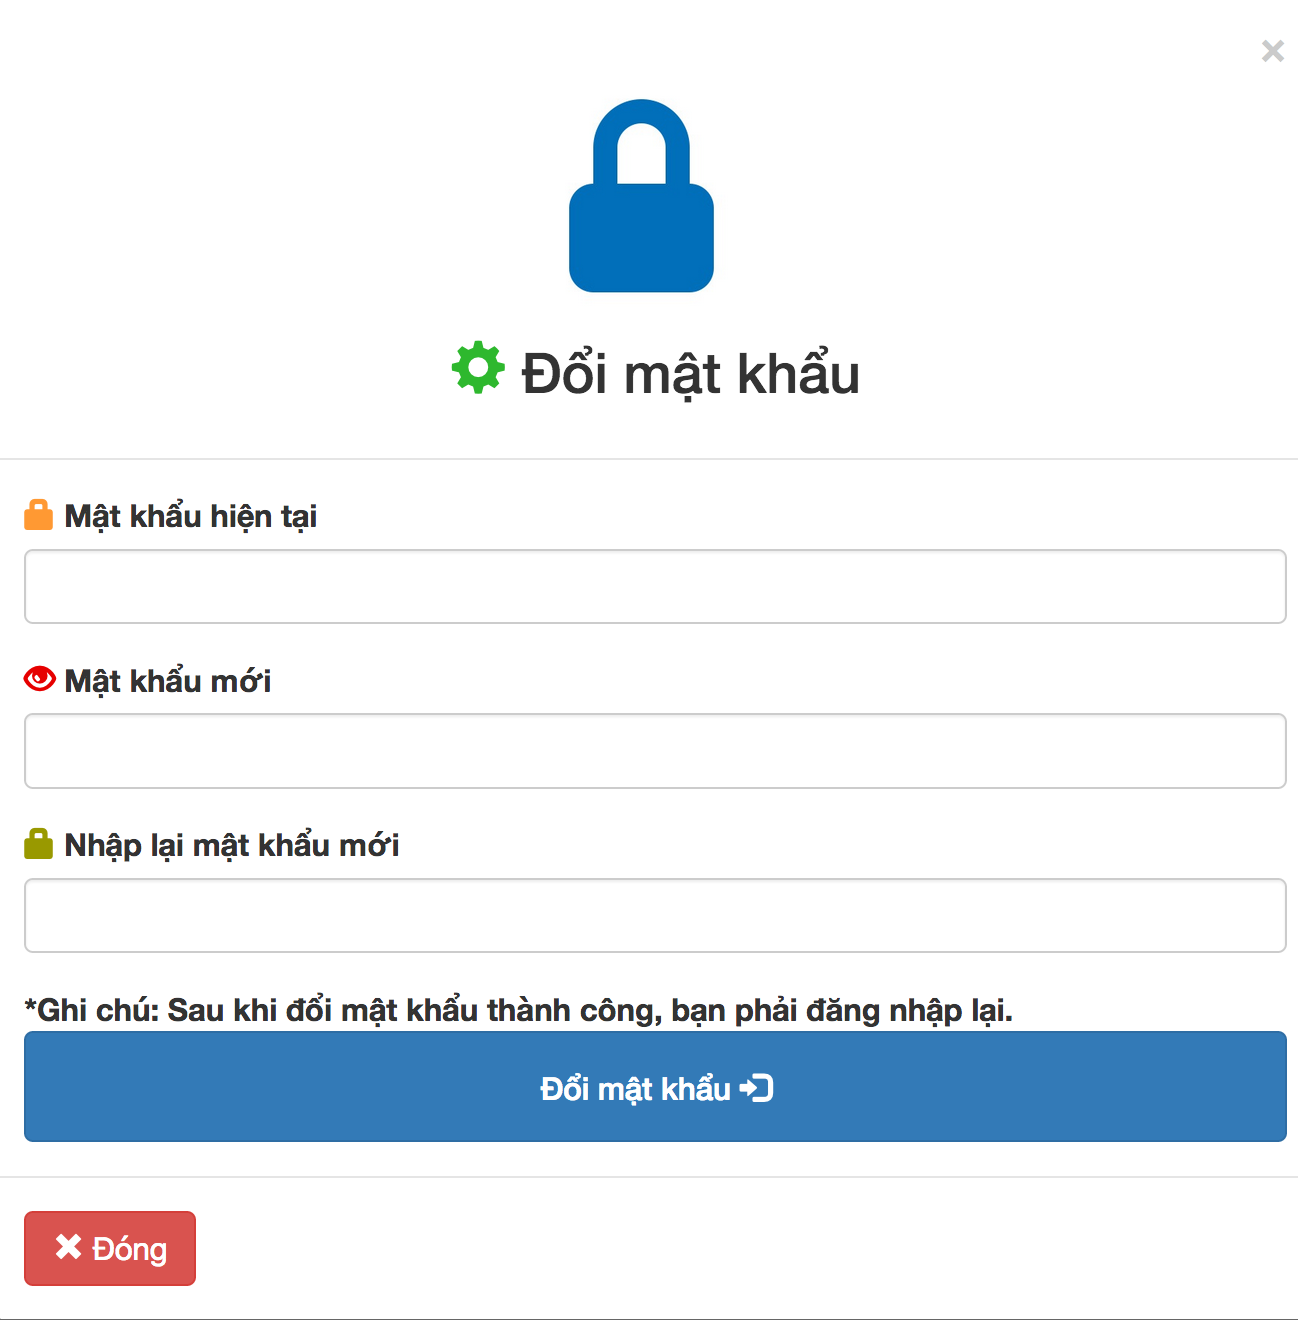 Đổi mật khẩu
Mật khẩu hiện tại
Mật khẩu mới
Nhập lại mật khẩu mới
*Ghi chú: Sau khi đổi mật khẩu thành công, bạn phải đăng nhập lại.
Đổi mật khẩu
Đóng